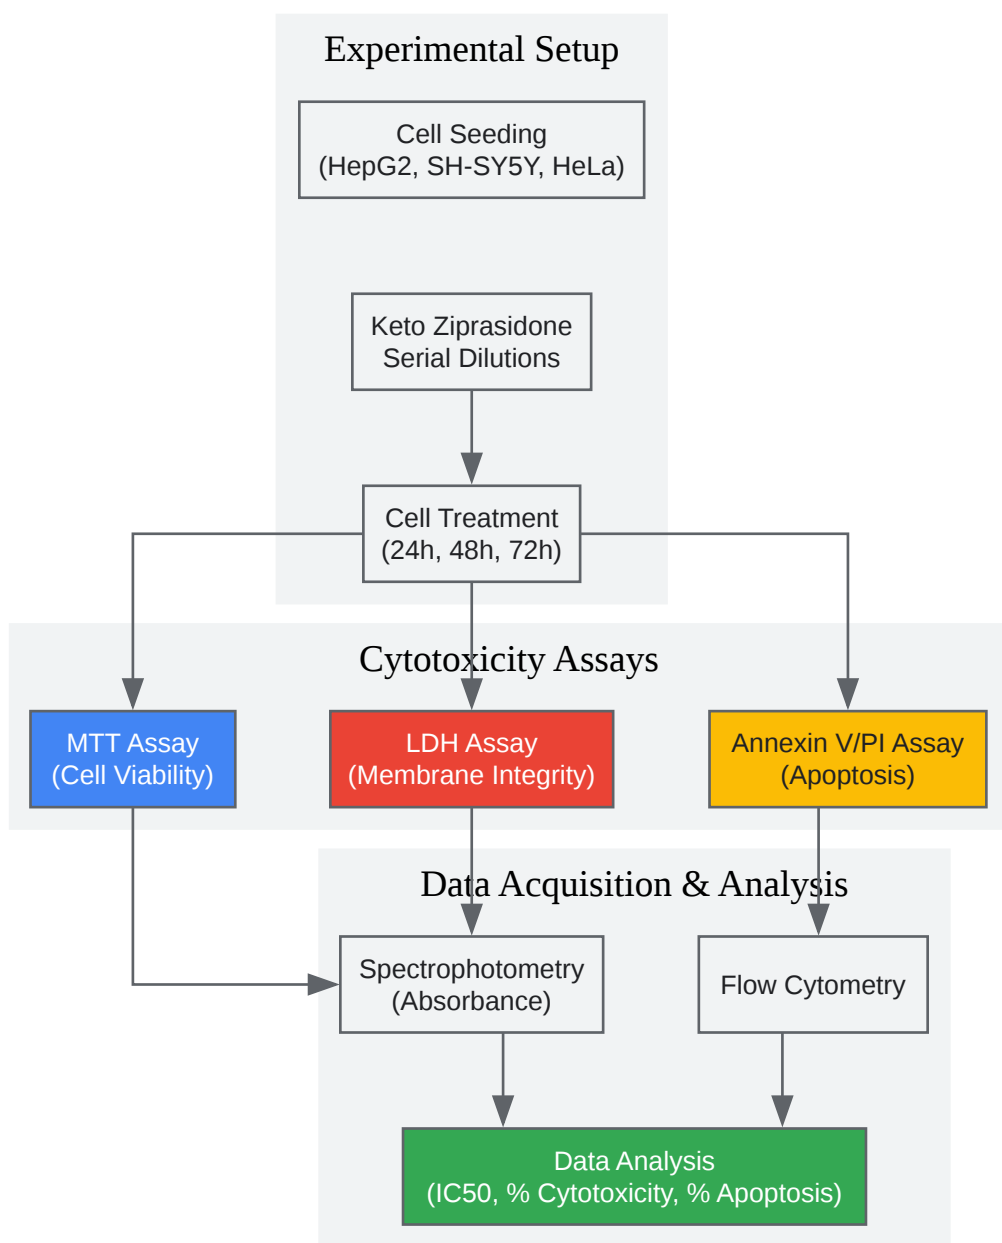 Experimental Setup
Cell Seeding
(HepG2, SH-SY5Y, HeLa)
Keto Ziprasidone
Serial Dilutions
Cell Treatment
(24h, 48h, 72h)
Cytotoxicity Assays
MTT Assay
(Cell Viability)
LDH Assay
(Membrane Integrity)
Annexin V/PI Assay
(Apoptosis)
Data Acquisition & Analysis
Spectrophotometry
(Absorbance)
Flow Cytometry
Data Analysis
(IC50, % Cytotoxicity, % Apoptosis)